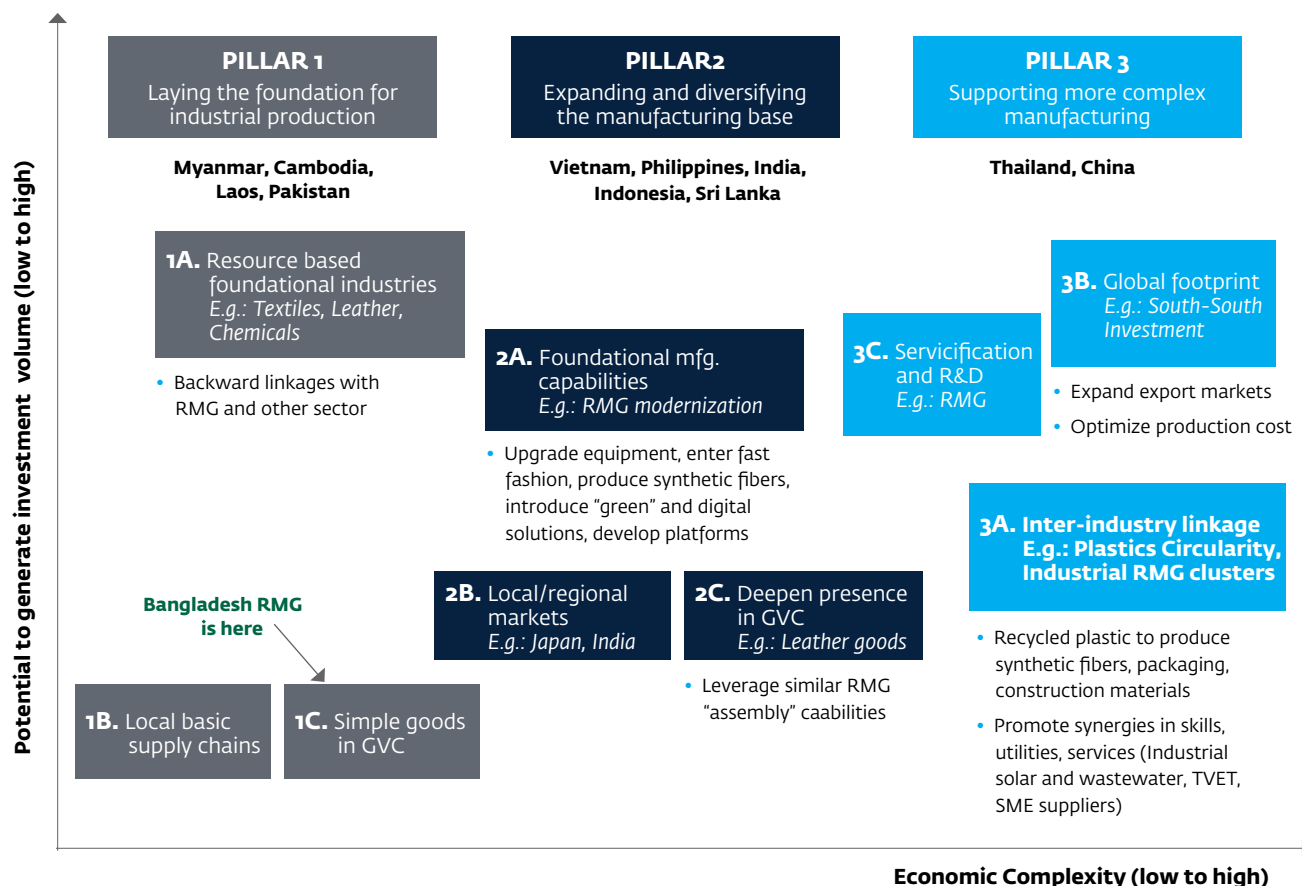 Potential to generate investment volume (low to high)
PILLAR 1
Laying the foundation for
industrial production
Myanmar, Cambodia,
Laos, Pakistan
1A. Resource based
foundational industries
E.g.: Textiles, Leather,
Chemicals
• Backward linkages with
RMG and other sector
Bangladesh RMG
is here
1B. Local basic
supply chains
1C. Simple goods
in GVC
PILLAR2
Expanding and diversifying
the manufacturing base
Vietnam, Philippines, India,
Indonesia, Sri Lanka
2A. Foundational mfg.
capabilities
E.g.: RMG modernization
• Upgrade equipment, enter fast
fashion, produce synthetic fibers,
introduce “green” and digital
solutions, develop platforms
2B. Local/regional
markets
E.g.: Japan, India
2C. Deepen presence
in GVC
E.g.: Leather goods
• Leverage similar RMG
“assembly” caabilities
PILLAR 3
Supporting more complex
manufacturing
Thailand, China
3B. Global footprint
E.g.: South-South
Investment
• Expand export markets
• Optimize production cost
3C. Servicification
and R&D
E.g.: RMG
3A. Inter-industry linkage
E.g.: Plastics Circularity,
Industrial RMG clusters
• Recycled plastic to produce
synthetic fibers, packaging,
construction materials
• Promote synergies in skills,
utilities, services (Industrial
solar and wastewater, TVET,
SME suppliers)
Economic Complexity (low to high)